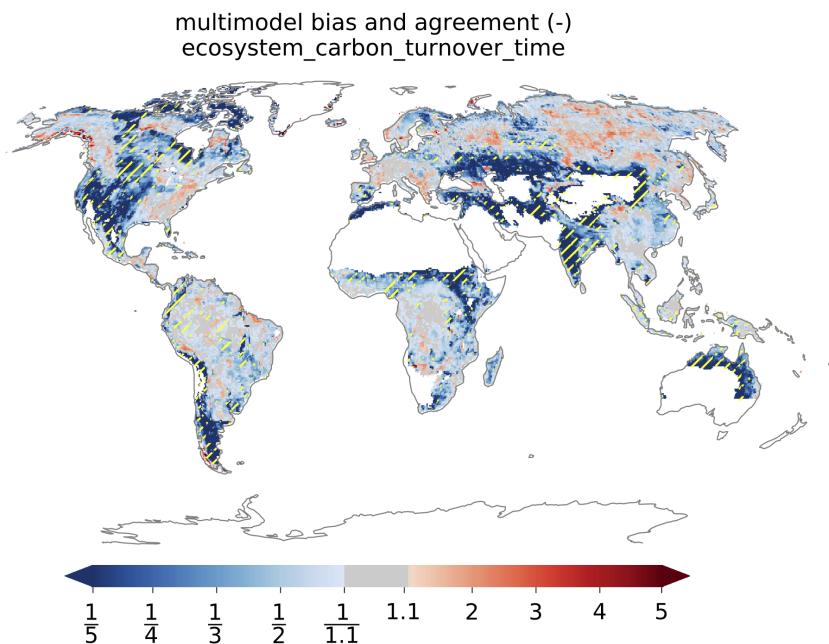 multimodel bias and agreement (-)
ecosystem_carbon_turnover_time
1/5 1/4 1/3 1/2 1/1.1 1.1 2 3 4 5